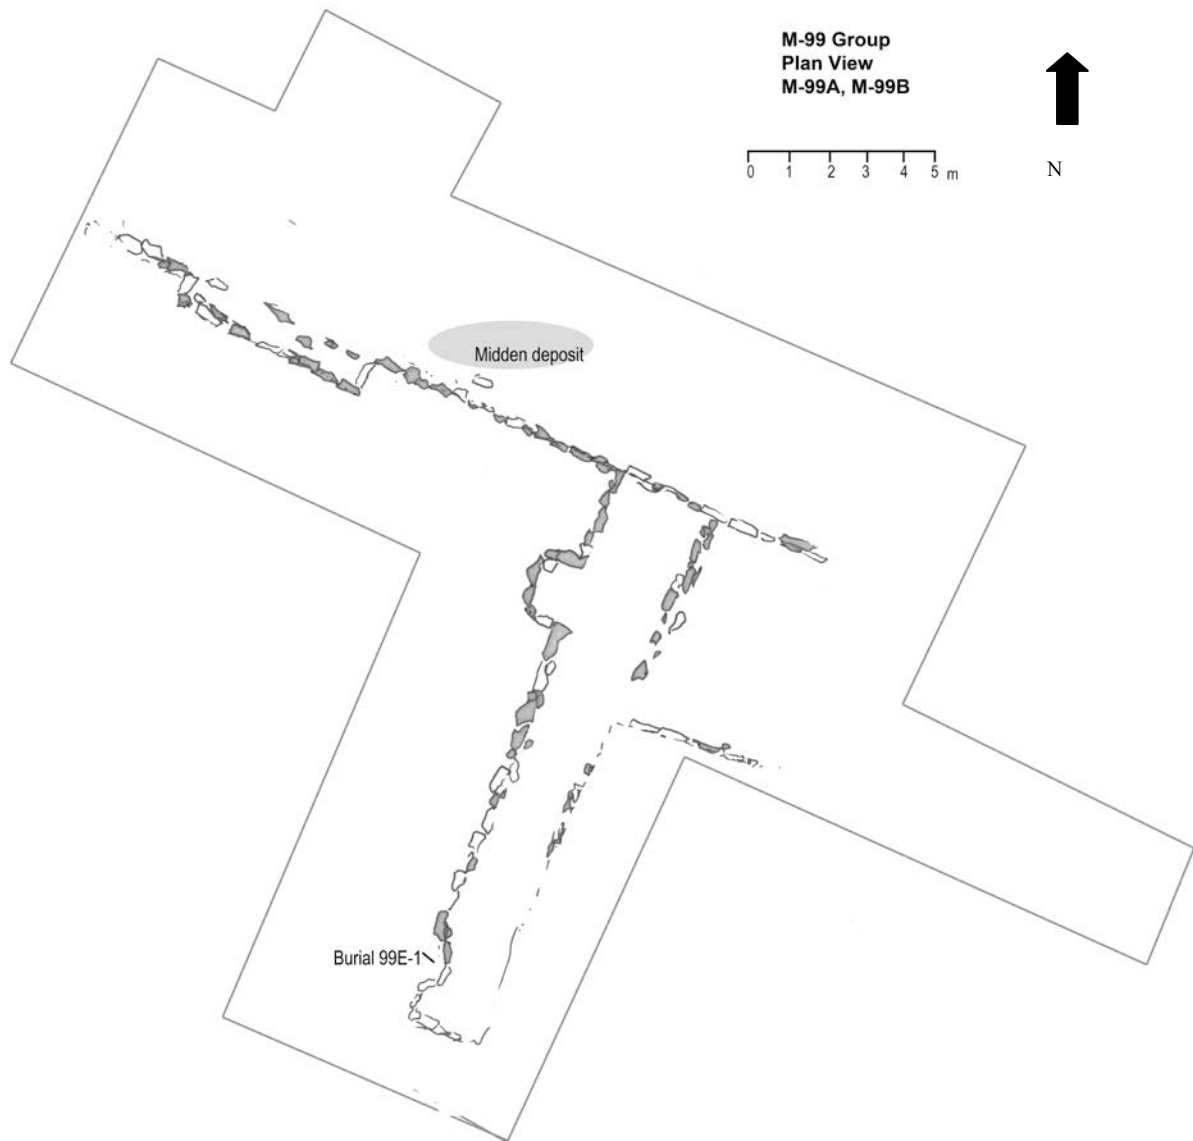 M-99 Group
Plan View
M-99A, M-99B
0 1 2 3 4 5 m
N
Midden deposit
Burial 99E-1